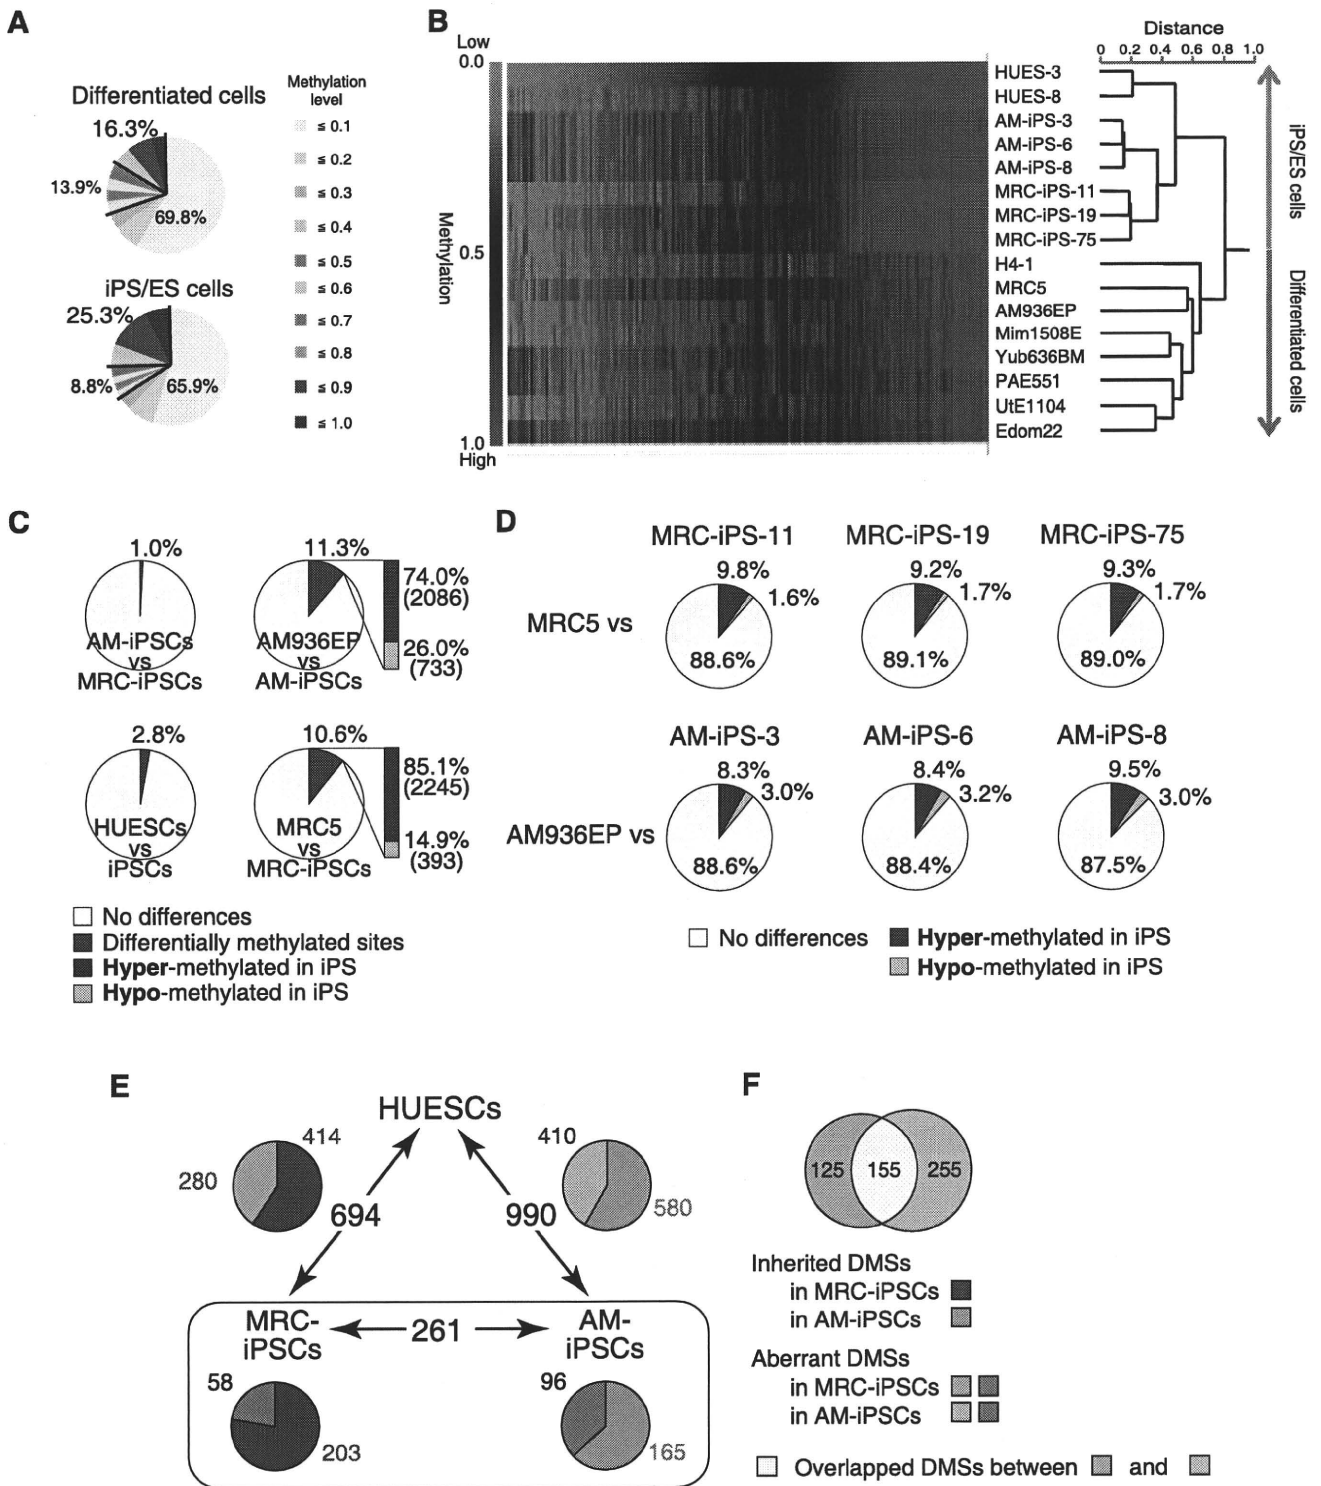 A
Differentiated cells
16.3%
13.9%
69.8%
iPS/ES cells
25.3%
8.8%
65.9%
Methylation
level
≦ 0.1
≦ 0.2
≦ 0.3
≦ 0.4
≦ 0.5
≦ 0.6
≦ 0.7
≦ 0.8
≦ 0.9
≦ 1.0
B
Low
0.0
0.5
1.0
High
Methylation
Distance
0 0.2 0.4 0.6 0.8 1.0
HUES-3
HUES-8
AM-iPS-3
AM-iPS-6
AM-iPS-8
MRC-iPS-11
MRC-iPS-19
MRC-iPS-75
H4-1
MRC5
AM936EP
Mim1508E
Yub636BM
PAE551
UtE1104
Edom22
iPS/ES cells
Differentiated cells
C
1.0%
AM-iPSCs
vs
MRC-iPSCs
11.3%
AM936EP
vs
AM-iPSCs
74.0%
(2086)
26.0%
(733)
2.8%
HUESCs
vs
iPSCs
10.6%
MRC5
vs
MRC-iPSCs
85.1%
(2245)
14.9%
(393)
No differences
Differentially methylated sites
Hyper-methylated in iPS
Hypo-methylated in iPS
D
MRC-iPS-11 MRC-iPS-19 MRC-iPS-75
MRC5 vs
9.8% 9.2% 9.3%
1.6% 1.7% 1.7%
88.6% 89.1% 89.0%
AM-iPS-3 AM-iPS-6 AM-iPS-8
AM936EP vs
8.3% 8.4% 9.5%
3.0% 3.2% 3.0%
88.6% 88.4% 87.5%
No differences
Hyper-methylated in iPS
Hypo-methylated in iPS
E
HUESCs
414
280
694
410
580
990
MRC-
iPSCs
261
AM-
iPSCs
58
203
96
165
F
125 155 255
Inherited DMSs
in MRC-iPSCs
in AM-iPSCs
Aberrant DMSs
in MRC-iPSCs
in AM-iPSCs
Overlapped DMSs between and